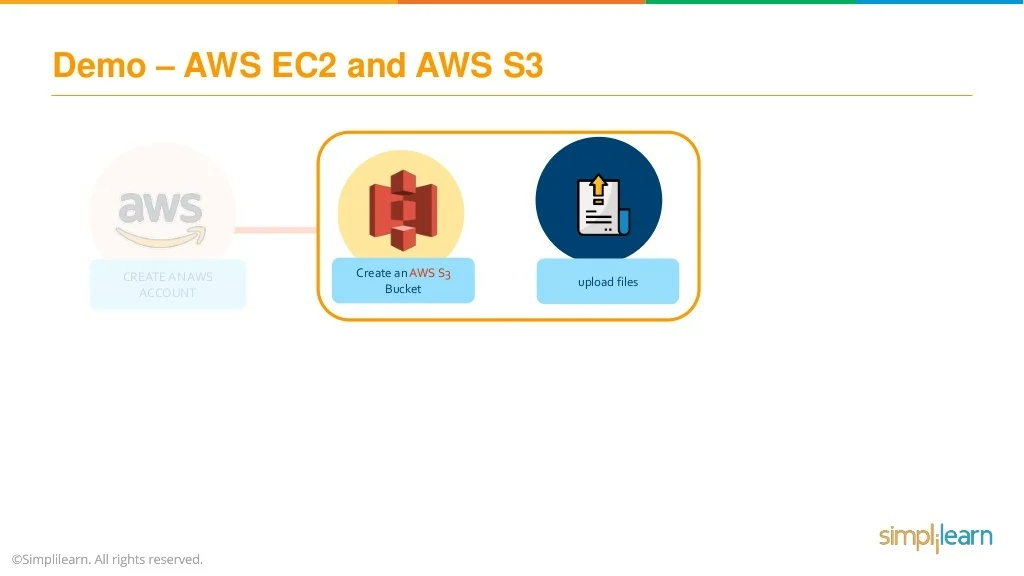 Demo – AWS EC2 and AWS S3
aws
CREATE AN AWS
ACCOUNT
Create an AWS S3
Bucket
upload files
simplilearn
©Simplilearn. All rights reserved.